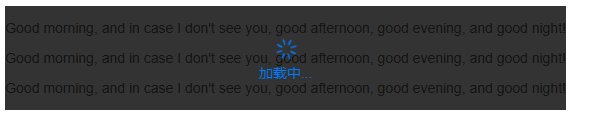 Good morning, and in case I don't see you, good afternoon, good evening, and good night!
Good morning, and in case I don't see you, good afternoon, good evening, and good night!
加載中...
Good morning, and in case I don't see you, good afternoon, good evening, and good night!